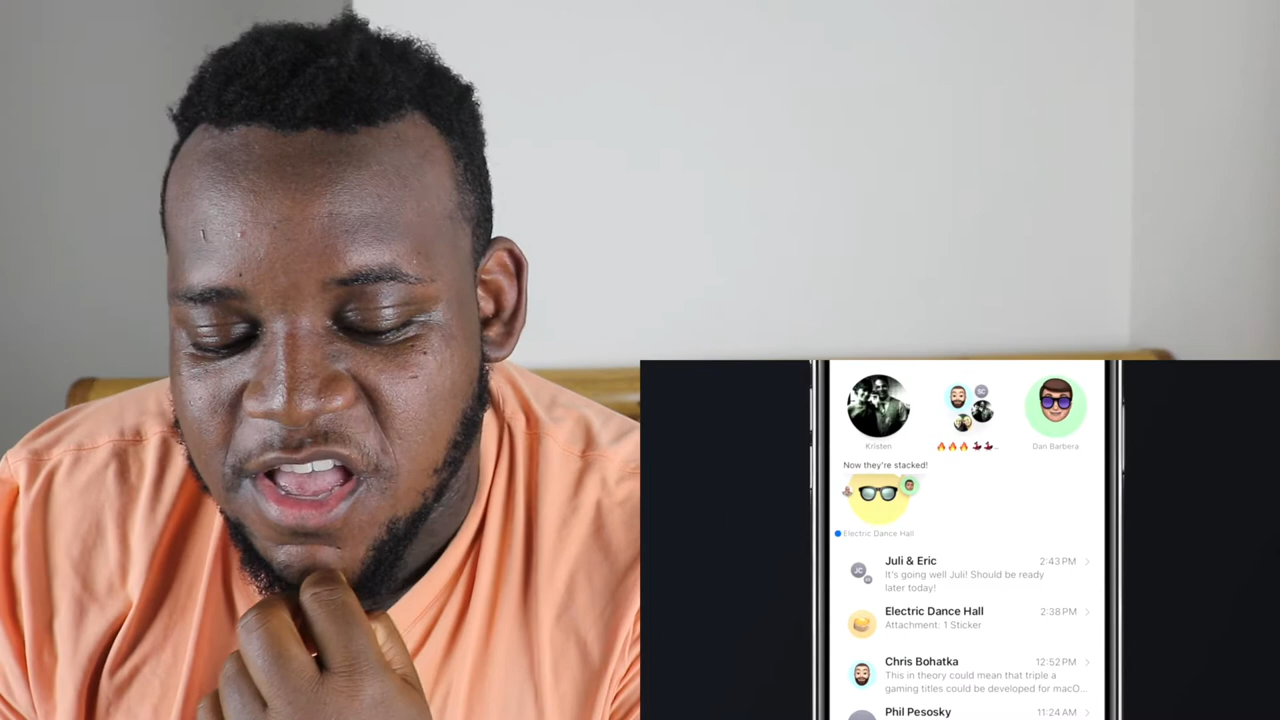 SC
Kristen
🔥🔥🔥💃💃...
Dan Barbera
Now they're stacked!
Electric Dance Hall
JC
Juli & Eric
2:43 PM
It's going well Juli! Should be ready
later today!
Electric Dance Hall
2:38 PM
Attachment: 1 Sticker
Chris Bohatka
12:52 PM
This in theory could mean that triple a
gaming titles could be developed for macO...
Phil Pesosky
11:24 AM